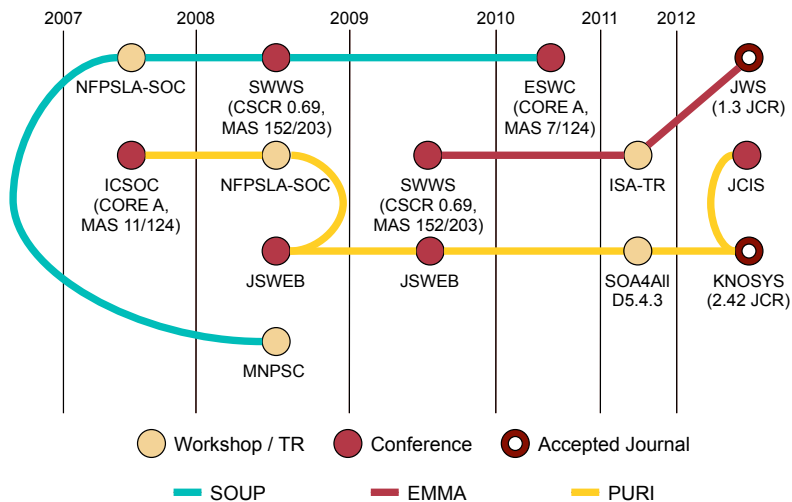 2007 2008 2009 2010 2011 2012
NFPSLA-SOC
SWWS
(CSCR 0.69,
MAS 152/203)
ESWC
(CORE A,
MAS 7/124)
JWS
(1.3 JCR)
ICSOC
(CORE A,
MAS 11/124)
NFPSLA-SOC
SWWS
(CSCR 0.69,
MAS 152/203)
ISA-TR
JCIS
JSWEB
JSWEB
SOA4All
D5.4.3
KNOSYS
(2.42 JCR)
MNPSC
Workshop / TR
Conference
Accepted Journal
SOUP
EMMA
PURI